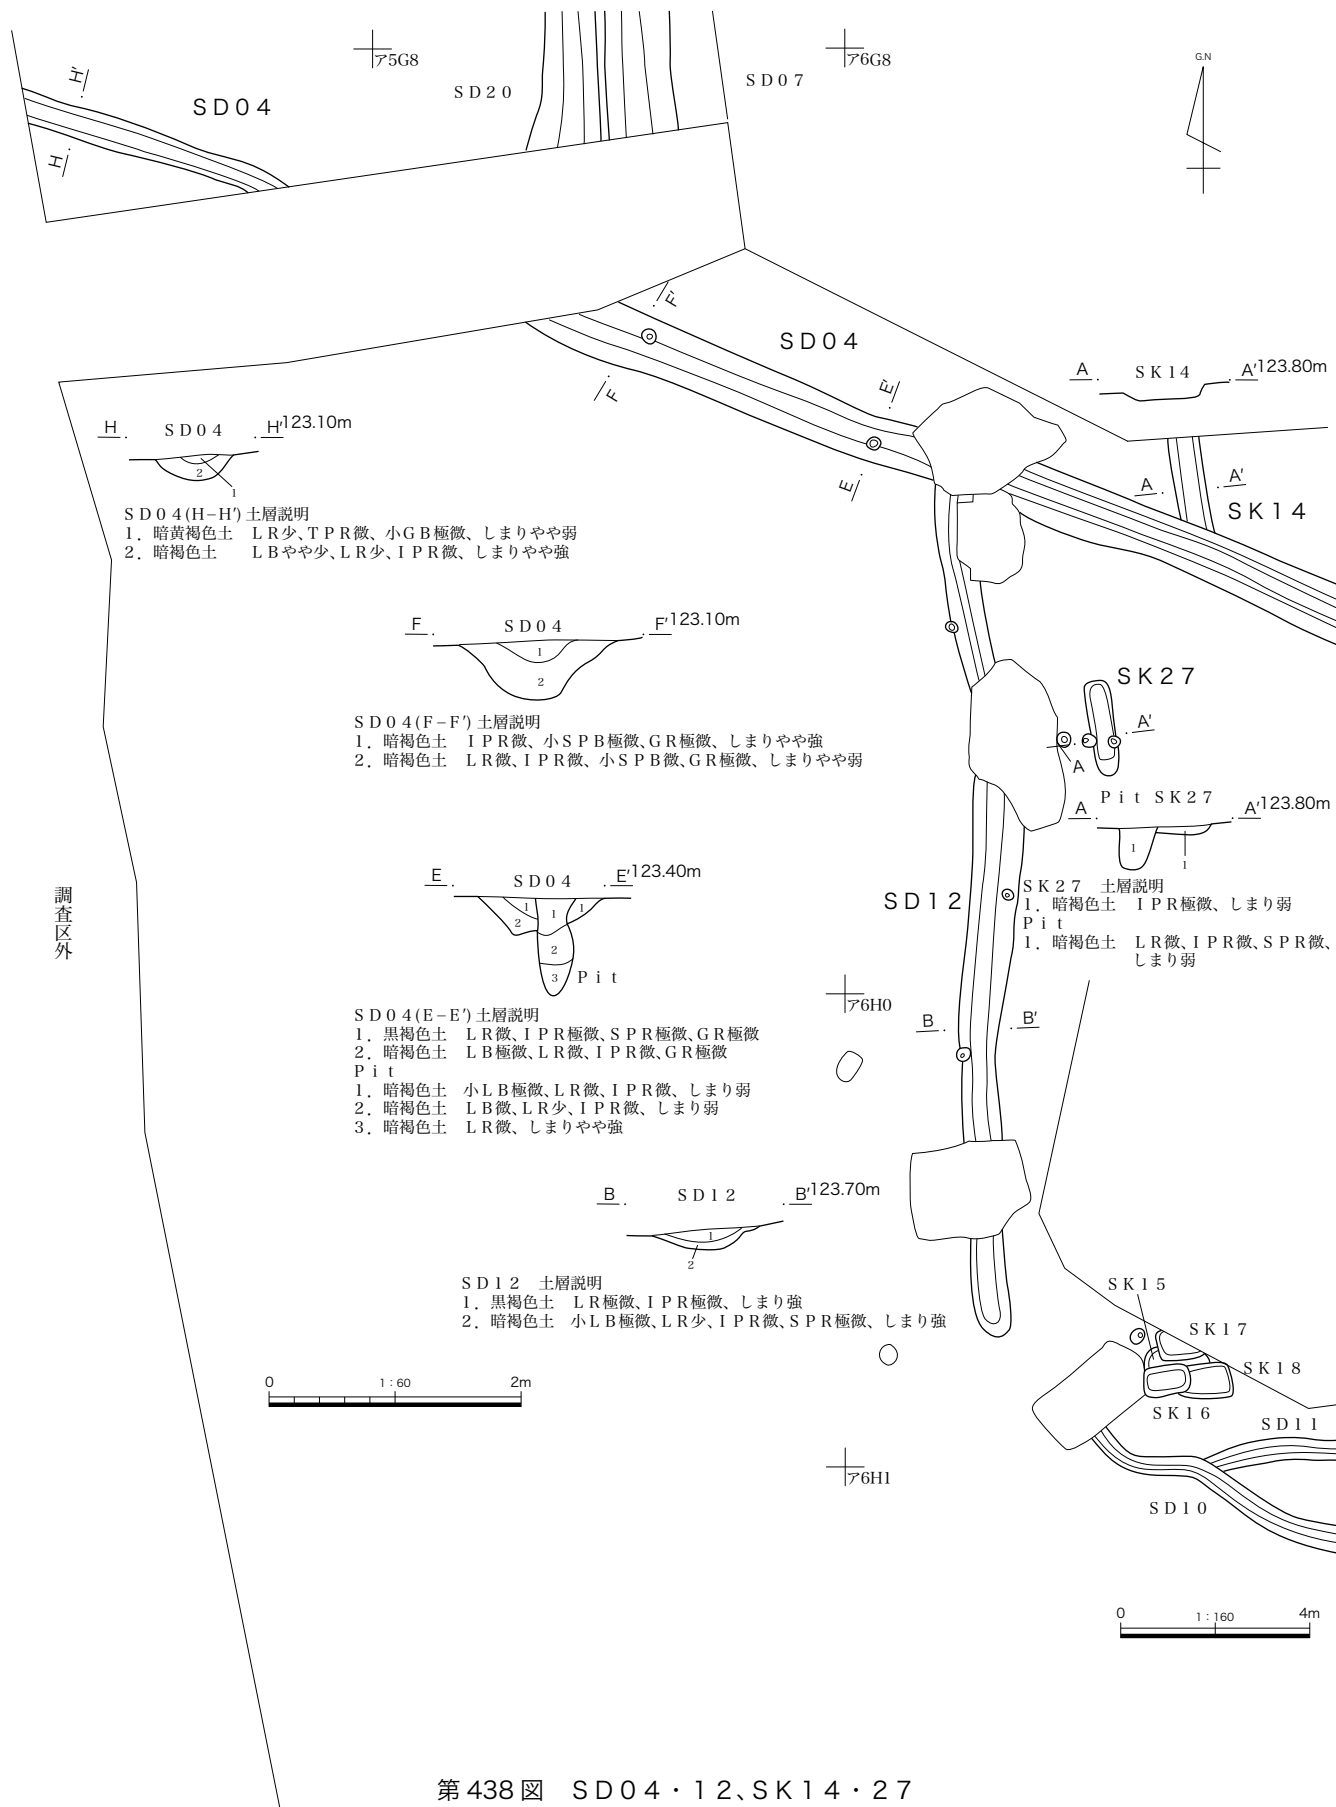 ア5G8
ア6G8
G.N
H′
SD04
SD20
SD07
H
F′
SD04
F
E′
E
A SK14 A′123.80m
A A′
SK14
H SD04 H′123.10m
2
1
SD04(H−H′)土層説明
1．暗黄褐色土　LR少、TPR微、小GB極微、しまりやや弱
2．暗褐色土　LBやや少、LR少、IPR微、しまりやや強
F SD04 F′123.10m
1
2
SD04(F−F′)土層説明
1．暗褐色土　IPR微、小SPB極微、GR極微、しまりやや強
2．暗褐色土　LR微、IPR微、小SPB微、GR極微、しまりやや弱
SK27
A′
A
Pit SK27
A A′123.80m
1
1
SK27　土層説明
1．暗褐色土　IPR極微、しまり弱
Pit
1．暗褐色土　LR微、IPR微、SPR微、
しまり弱
E SD04 E′123.40m
1 1 1
2
2
3 Pit
SD04(E−E′)土層説明
1．黒褐色土　LR微、IPR極微、SPR極微、GR極微
2．暗褐色土　LB極微、LR微、IPR微、GR極微
Pit
1．暗褐色土　小LB極微、LR微、IPR微、しまり弱
2．暗褐色土　LB微、LR少、IPR微、しまり弱
3．暗褐色土　LR微、しまりやや強
調査区外
SD12
ア6H0
B B′
B SD12 B′123.70m
1
2
SD12　土層説明
1．黒褐色土　LR極微、IPR極微、しまり強
2．暗褐色土　小LB極微、LR少、IPR微、SPR極微、しまり強
0 1：60 2m
SK15
SK17
SK18
SK16
SD11
ア6H1
SD10
0 1：160 4m
第438図　SD04・12、SK14・27